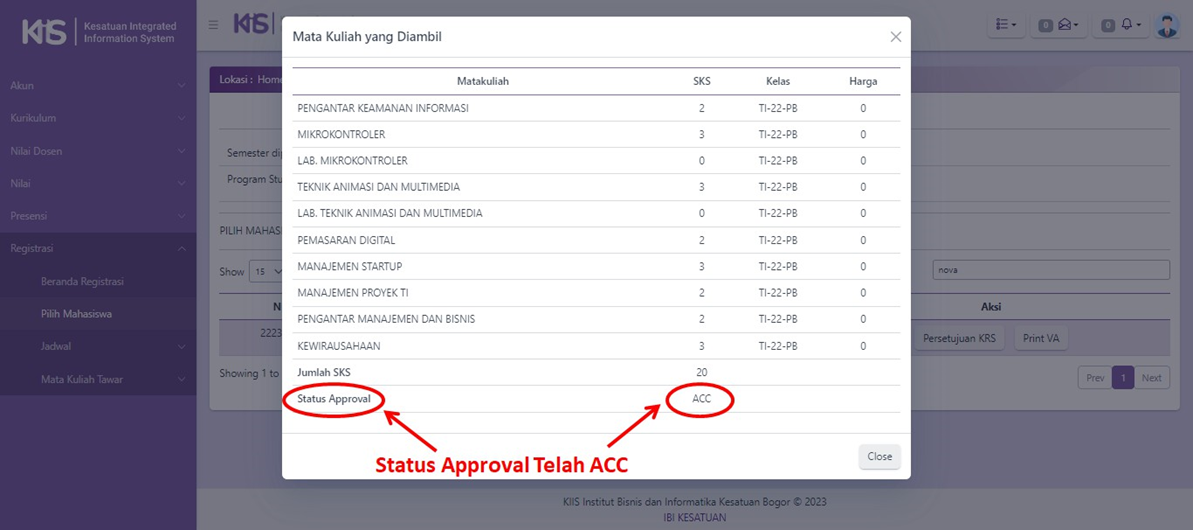 KIIS
Kesatuan Integrated
Information System
Akun
Kurikulum
Nilai Dosen
Nilai
Presensi
Registrasi
Beranda Registrasi
Pilih Mahasiswa
Jadwal
Mata Kuliah Tawar
KIIS
0
0
Lokasi : Home
Semester
Program Stu
PILIH MAHAS
Show 15
nova
Aksi
2223
Persetujuan KRS Print VA
Showing 1 to
Prev 1 Next
Mata Kuliah yang Diambil
Matakuliah SKS Kelas Harga
PENGANTAR KEAMANAN INFORMASI 2 TI-22-PB 0
MIKROKONTROLER 3 TI-22-PB 0
LAB. MIKROKONTROLER 0 TI-22-PB 0
TEKNIK ANIMASI DAN MULTIMEDIA 3 TI-22-PB 0
LAB. TEKNIK ANIMASI DAN MULTIMEDIA 0 TI-22-PB 0
PEMASARAN DIGITAL 2 TI-22-PB 0
MANAJEMEN STARTUP 3 TI-22-PB 0
MANAJEMEN PROYEK TI 2 TI-22-PB 0
PENGANTAR MANAJEMEN DAN BISNIS 2 TI-22-PB 0
KEWIRAUSAHAAN 3 TI-22-PB 0
Jumlah SKS 20
Status Approval ACC
Status Approval Telah ACC
Close
KIIS Institut Bisnis dan Informatika Kesatuan Bogor © 2023
IBI KESATUAN